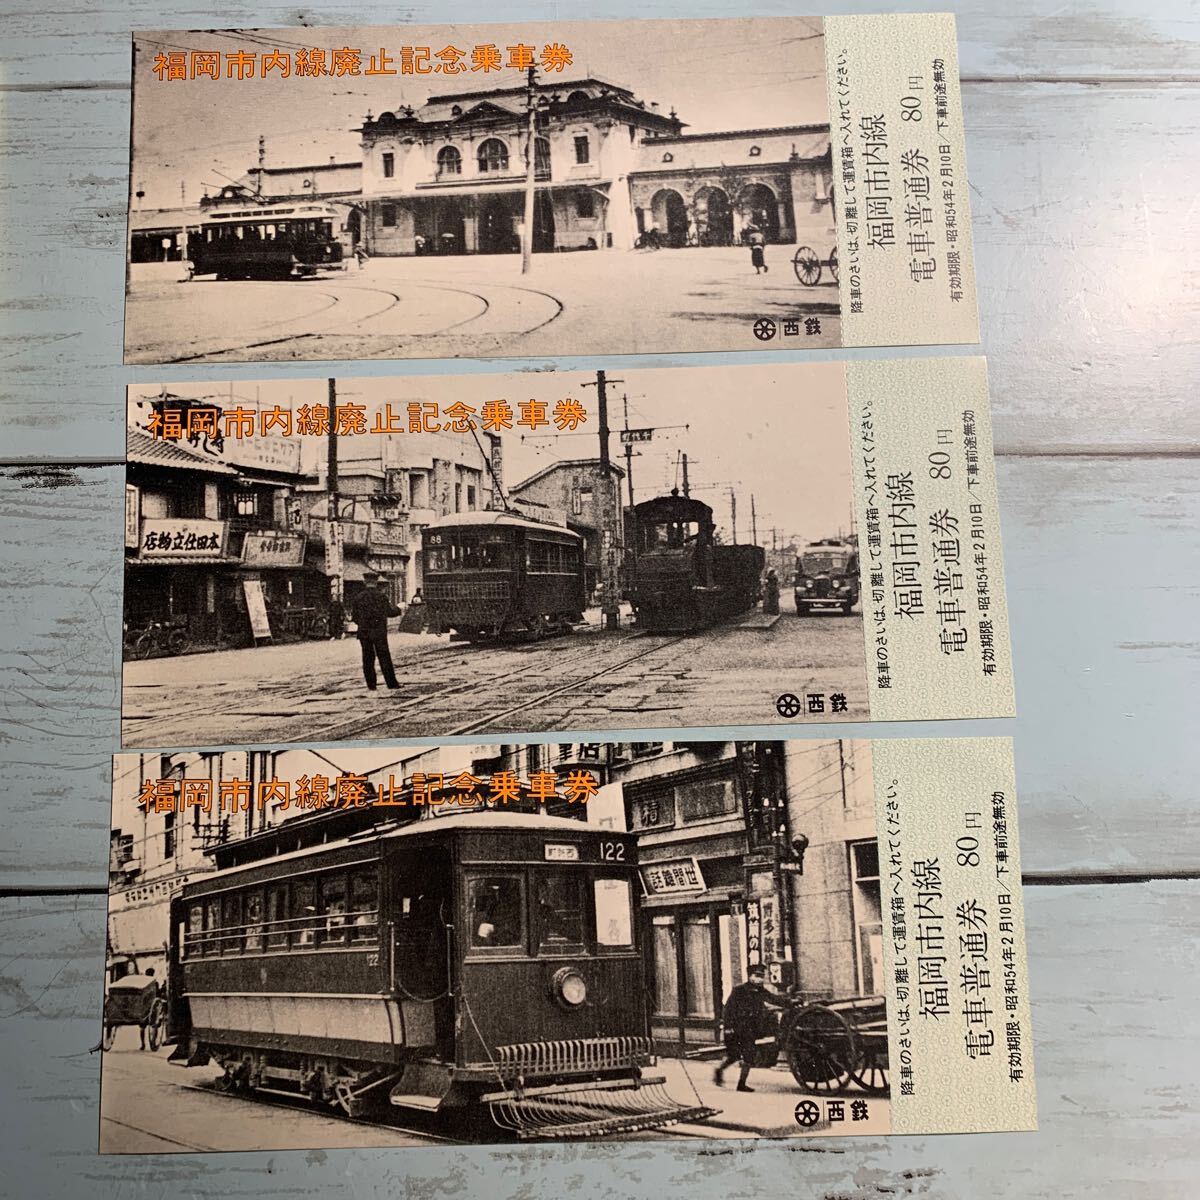 福岡市内線廃止記念乗車券
降車のさいは、切離して運賃箱へ入れてください。
福岡市内線
電車普通券 80円
有効期限・昭和54年2月10日/下車前途無効
福岡市内線廃止記念乗車券
88
店物立仕田本
降車のさいは、切離して運賃箱へ入れてください。
福岡市内線
電車普通券 80円
有効期限・昭和54年2月10日/下車前途無効
福岡市内線廃止記念乗車券
町新西
122
122
降車のさいは、切離して運賃箱へ入れてください。
福岡市内線
電車普通券 80円
有効期限・昭和54年2月10日/下車前途無効